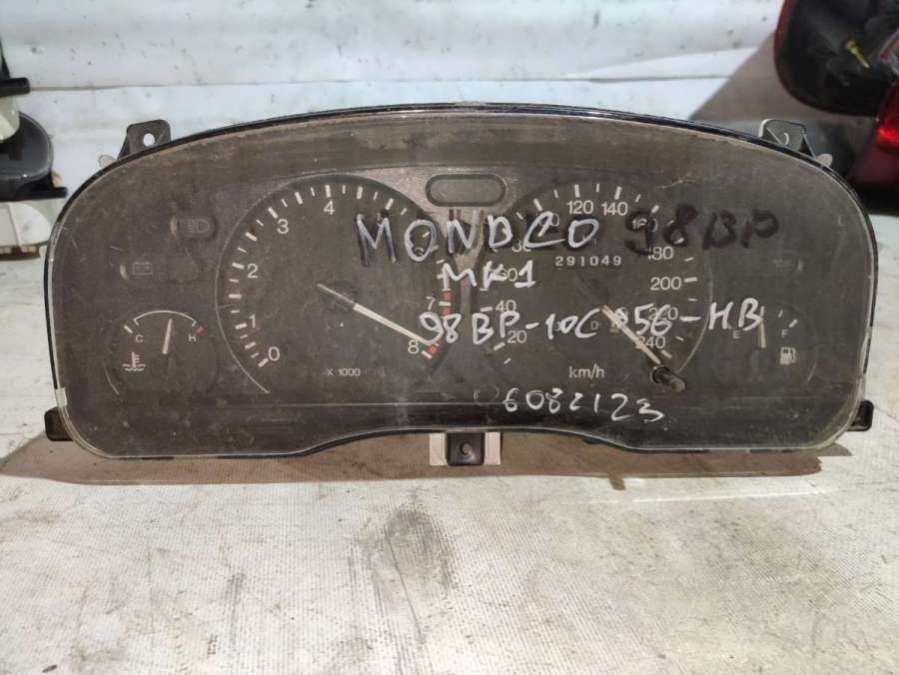 MONDEO 98BP
MK1
98BP-10C956-HB
6082123
0 1 2 3 4 7 8
X 1000
20 40 120 140 180 200 240
291049
km/h
C H
E F